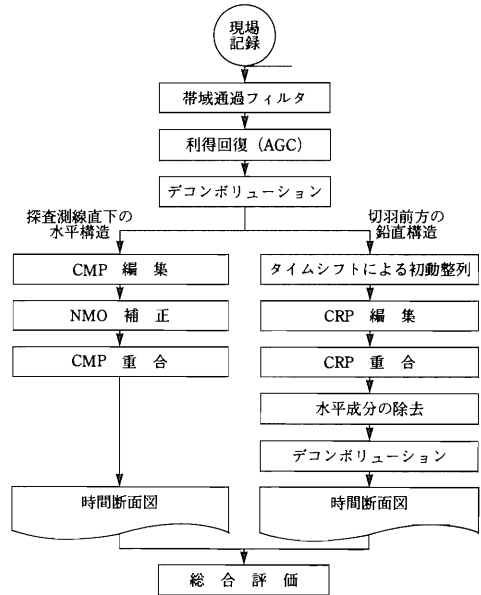 現場
記録
帯域通過フィルタ
利得回復（AGC）
デコンボリューション
探査測線直下の
水平構造
切羽前方の
鉛直構造
CMP 編 集
NMO 補 正
CMP 重 合
タイムシフトによる初動整列
CRP 編 集
CRP 重 合
水平成分の除去
デコンボリューション
時間断面図
時間断面図
総 合 評 価